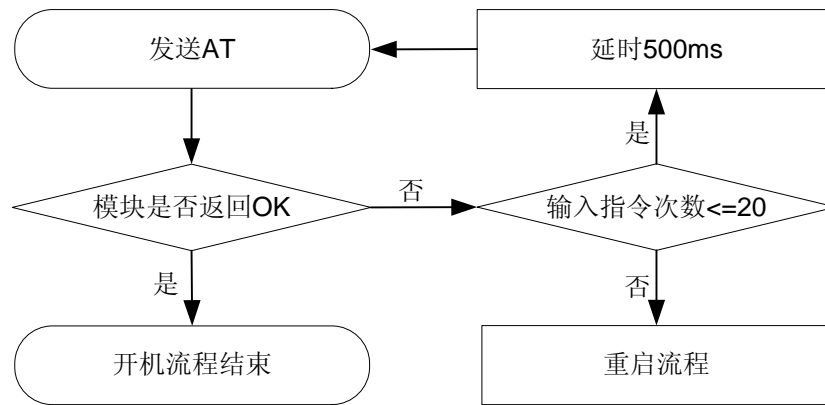 发送AT
延时500ms
是
模块是否返回OK
否
输入指令次数<=20
是
否
开机流程结束
重启流程